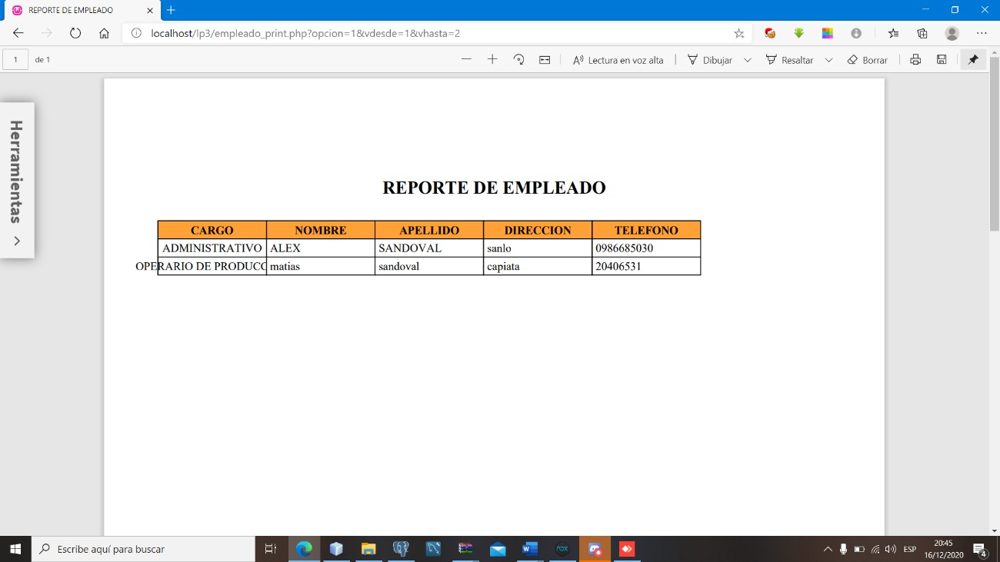 REPORTE DE EMPLEADO
localhost/lp3/empleado_print.php?opcion=1&vdesde=1&vhasta=2
1 de 1 Lectura en voz alta Dibujar Resaltar Borrar
Herramientas
REPORTE DE EMPLEADO
CARGO NOMBRE APELLIDO DIRECCION TELEFONO
ADMINISTRATIVO ALEX SANDOVAL sanlo 0986685030
OPERARIO DE PRODUCC matias sandoval capiata 20406531
Escribe aquí para buscar
nox
ESP
20:45
16/12/2020
4